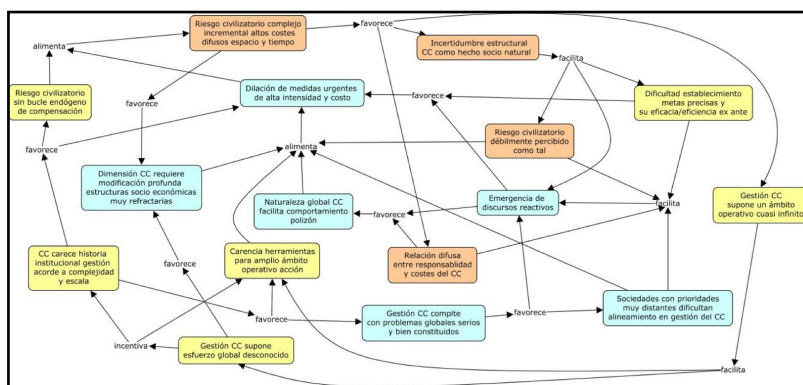 Riesgo civilizatorio complejo
incremental altos costes
difusos espacio y tiempo
favorece
alimenta
Incertidumbre estructural
CC como hecho socio natural
facilita
Riesgo civilizatorio
sin bucle endógeno
de compensación
Dilación de medidas urgentes
de alta intensidad y costo
Dificultad establecimiento
metas precisas y
su eficacia/eficiencia ex ante
favorece
favorece
favorece
Riesgo civilizatorio
débilmente percibido
como tal
alimenta
Dimensión CC requiere
modificación profunda
estructuras socio económicas
muy refractarias
Naturaleza global CC
facilita comportamiento
polizón
favorece
Emergencia de
discursos reactivos
facilita
Gestión CC
supone un ámbito
operativo cuasi infinito
CC carece historia
institucional gestión
acorde a complejidad
y escala
favorece
Carencia herramientas
para amplio ámbito
operativo acción
Relación difusa
entre responsablidad
y costes del CC
favorece
Gestión CC compite
con problemas globales serios
y bien constituidos
favorece
Sociedades con prioridades
muy distantes dificultan
alineamiento en gestión del CC
incentiva
Gestión CC supone
esfuerzo global desconocido
facilita